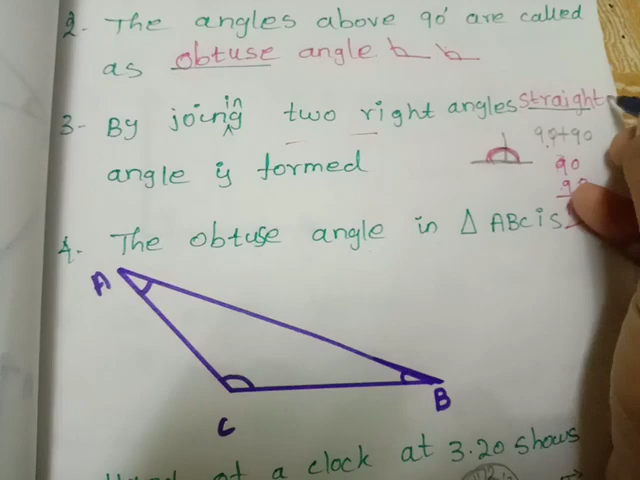 2. The angles above 90° are called
as obtuse angle
3- By joining two right angles straight
angle is formed
90+90
90
4. The obtuse angle in △ ABC is
A
C
B
of a clock at 3.20 shows